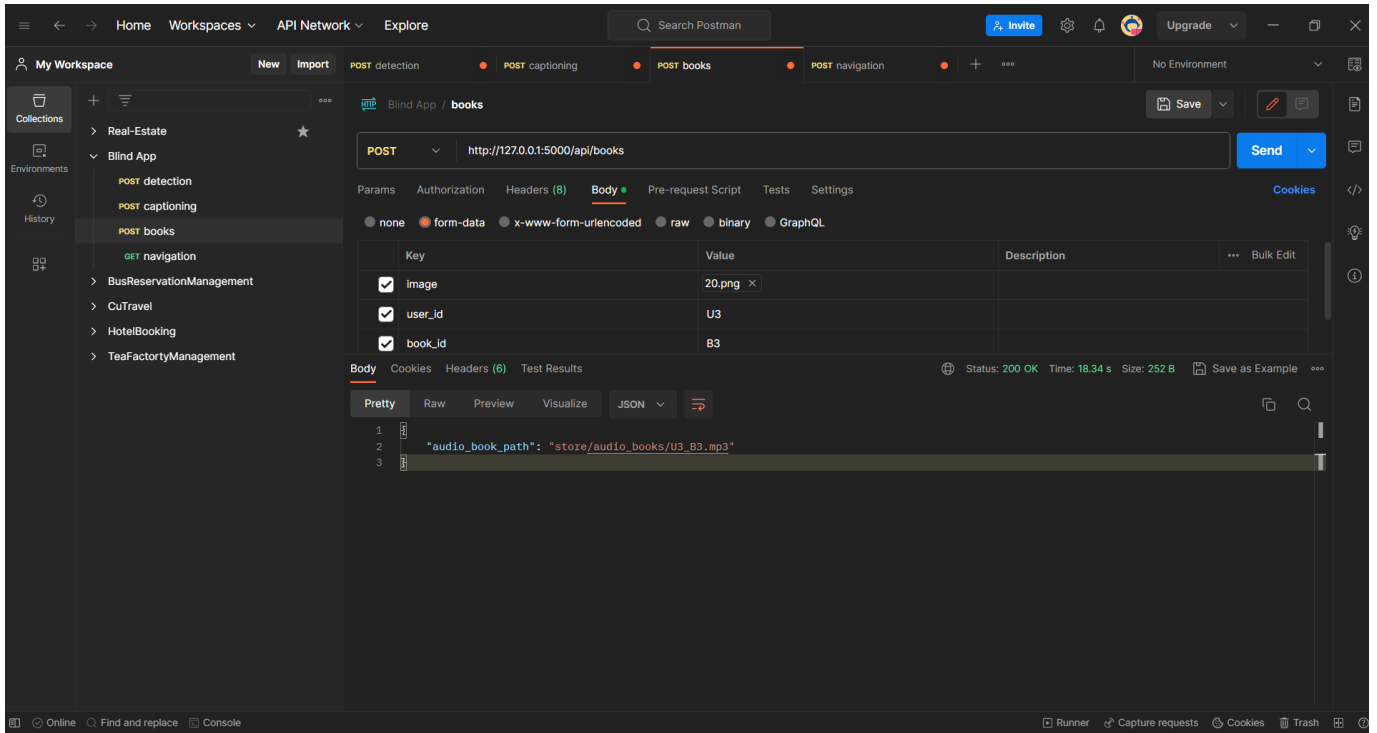 Home Workspaces API Network Explore Search Postman Invite Upgrade
My Workspace New Import POST detection POST captioning POST books POST navigation No Environment
Collections
Environments
History
Real-Estate
Blind App
POST detection
POST captioning
POST books
GET navigation
BusReservationManagement
CuTravel
HotelBooking
TeaFactortyManagement
HTTP Blind App / books Save
POST http://127.0.0.1:5000/api/books Send
Params Authorization Headers (8) Body Pre-request Script Tests Settings Cookies
none form-data x-www-form-urlencoded raw binary GraphQL
Key Value Description Bulk Edit
image 20.png
user_id U3
book_id B3
Body Cookies Headers (6) Test Results Status: 200 OK Time: 18.34 s Size: 252 B Save as Example
Pretty Raw Preview Visualize JSON
1 {
2 "audio_book_path": "store/audio_books/U3_B3.mp3"
3 }
Online Find and replace Console Runner Capture requests Cookies Trash